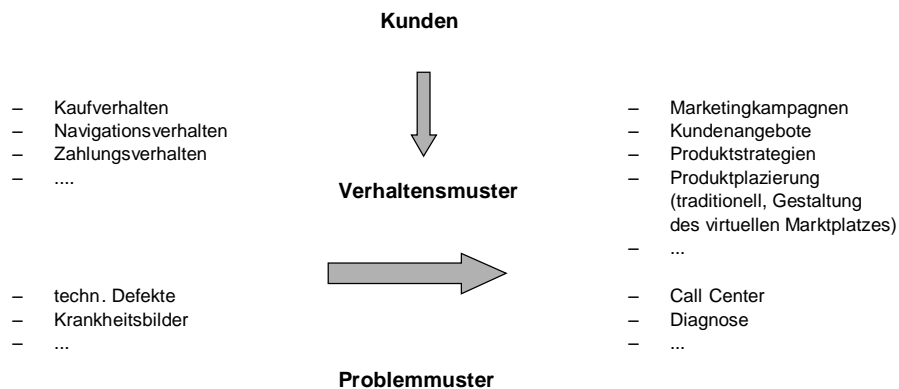 Kunden
– Kaufverhalten
– Navigationsverhalten
– Zahlungsverhalten
– ....
– Marketingkampagnen
– Kundenangebote
– Produktstrategien
– Produktplazierung
(traditionell, Gestaltung
des virtuellen Marktplatzes)
– ...
Verhaltensmuster
– techn. Defekte
– Krankheitsbilder
– ...
– Call Center
– Diagnose
– ...
Problemmuster